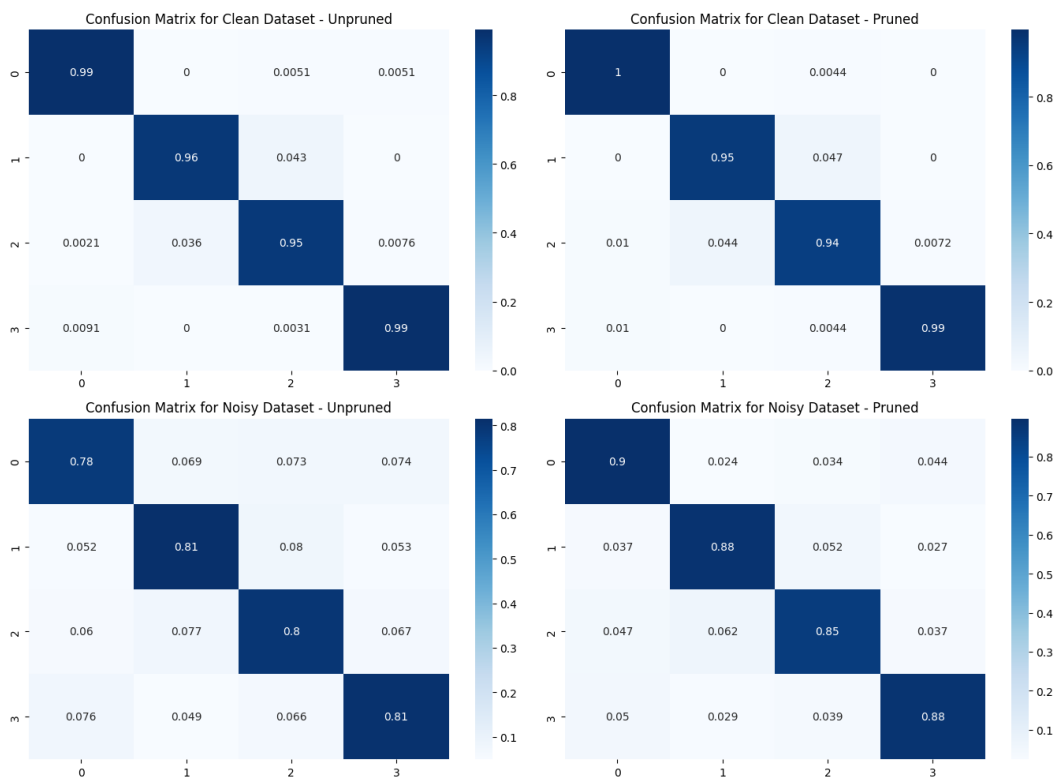 Confusion Matrix for Clean Dataset - Unpruned
0 0.99 0 0.0051 0.0051
1 0 0.96 0.043 0
2 0.0021 0.036 0.95 0.0076
3 0.0091 0 0.0031 0.99
0 1 2 3
0.8
0.6
0.4
0.2
0.0
Confusion Matrix for Clean Dataset - Pruned
0 1 0 0.0044 0
1 0 0.95 0.047 0
2 0.01 0.044 0.94 0.0072
3 0.01 0 0.0044 0.99
0 1 2 3
0.8
0.6
0.4
0.2
0.0
Confusion Matrix for Noisy Dataset - Unpruned
0 0.78 0.069 0.073 0.074
1 0.052 0.81 0.08 0.053
2 0.06 0.077 0.8 0.067
3 0.076 0.049 0.066 0.81
0 1 2 3
0.8
0.7
0.6
0.5
0.4
0.3
0.2
0.1
Confusion Matrix for Noisy Dataset - Pruned
0 0.9 0.024 0.034 0.044
1 0.037 0.88 0.052 0.027
2 0.047 0.062 0.85 0.037
3 0.05 0.029 0.039 0.88
0 1 2 3
0.8
0.7
0.6
0.5
0.4
0.3
0.2
0.1